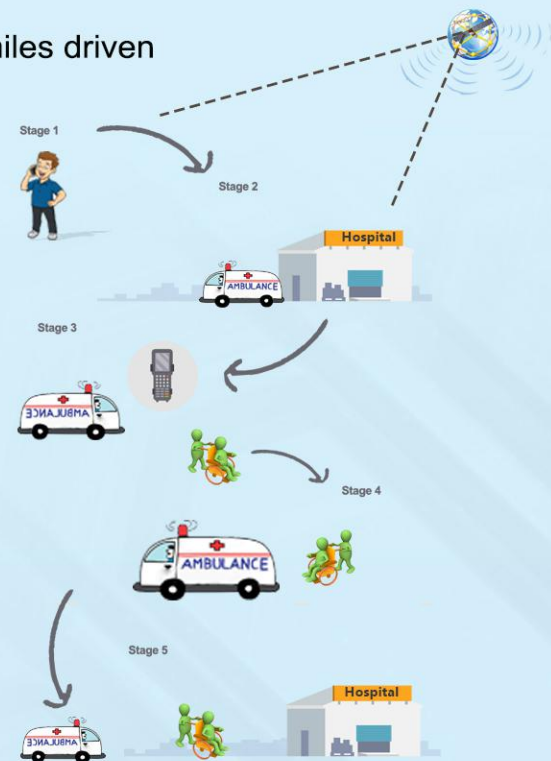 iles driven
Stage 1
Stage 2
Hospital
AMBULANCE
Stage 3
AMBULANCE
Stage 4
AMBULANCE
Stage 5
Hospital
AMBULANCE